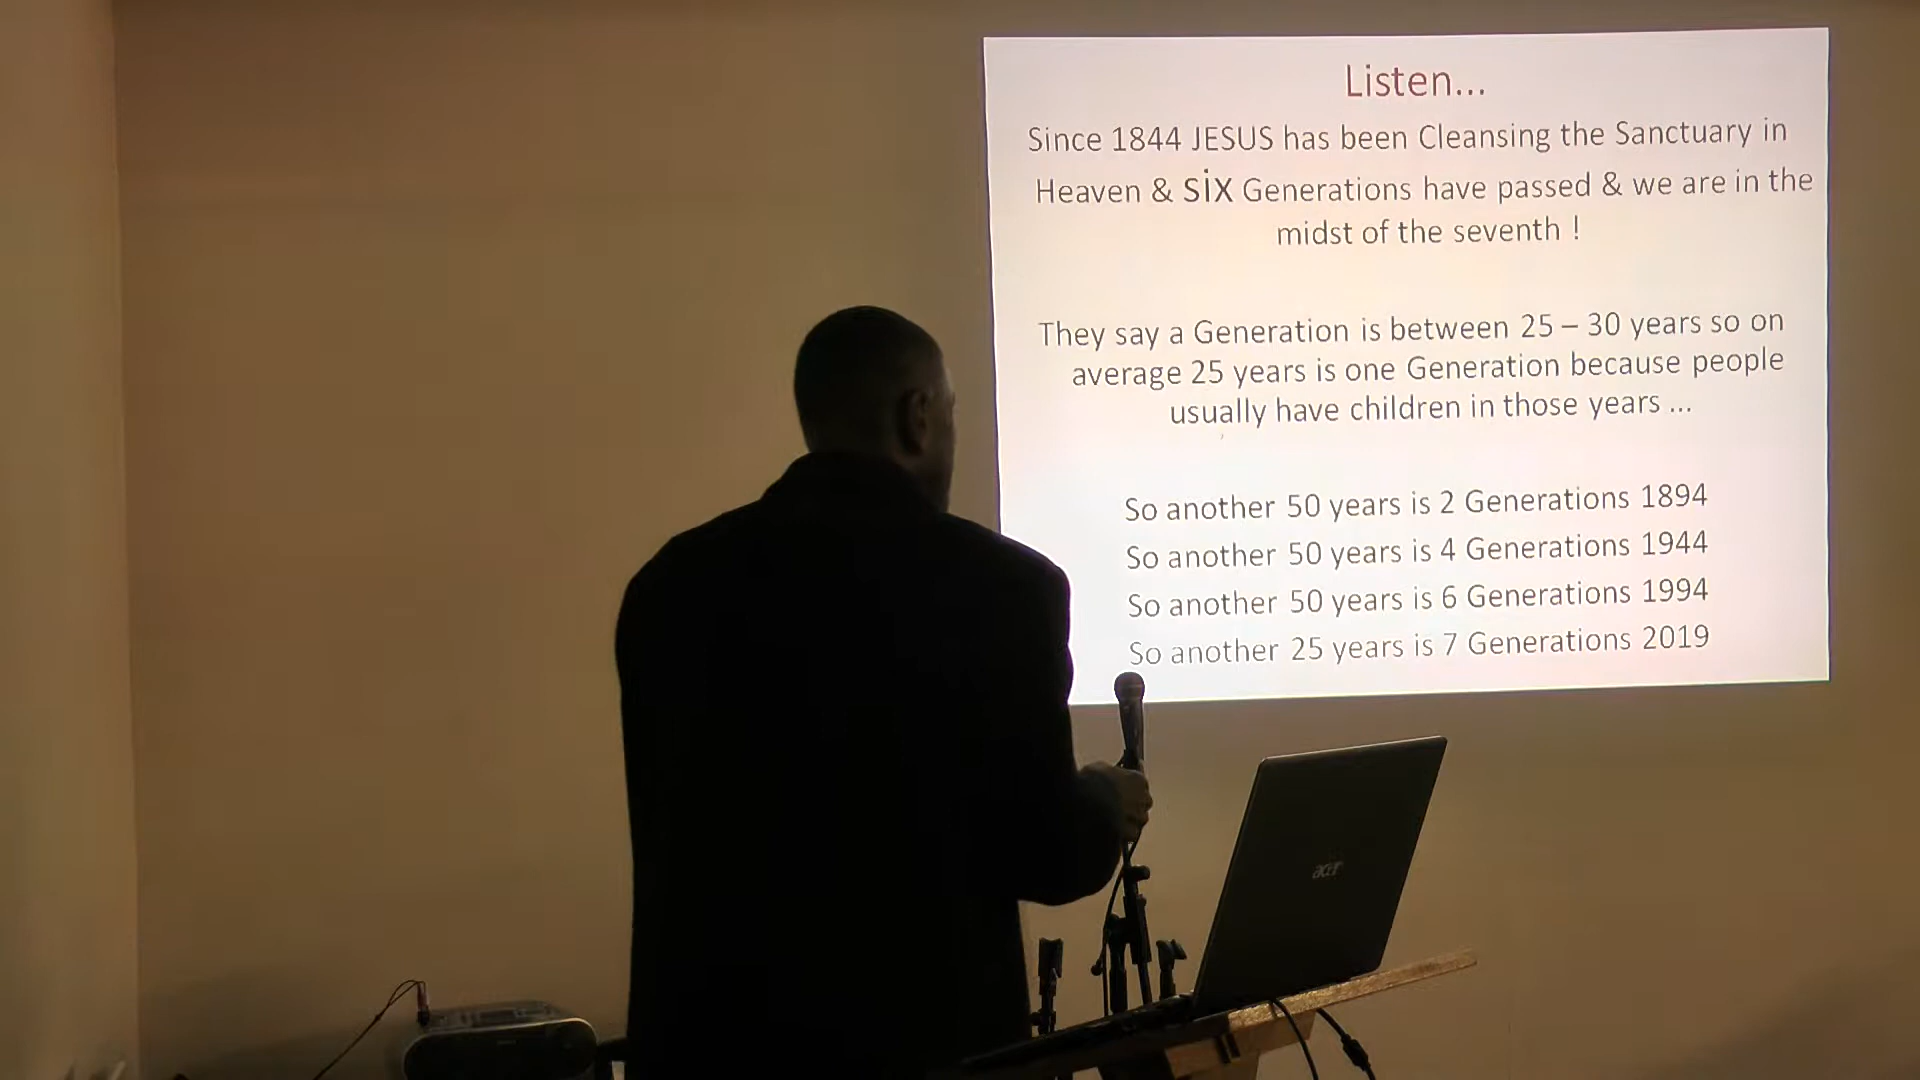 Listen...
Since 1844 JESUS has been Cleansing the Sanctuary in
Heaven & six Generations have passed & we are in the
midst of the seventh !
They say a Generation is between 25 – 30 years so on
average 25 years is one Generation because people
usually have children in those years ...
So another 50 years is 2 Generations 1894
So another 50 years is 4 Generations 1944
So another 50 years is 6 Generations 1994
So another 25 years is 7 Generations 2019
acer